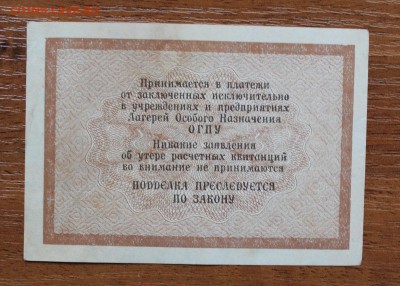 Принимается в платежи
от заключенных исключительно
в учреждениях и предприятиях
Лагерей Особого Назначения
ОГПУ
Никакие заявления
об утере расчетных квитанций
во внимание не принимаются
ПОДДЕЛКА ПРЕСЛЕДУЕТСЯ
ПО ЗАКОНУ